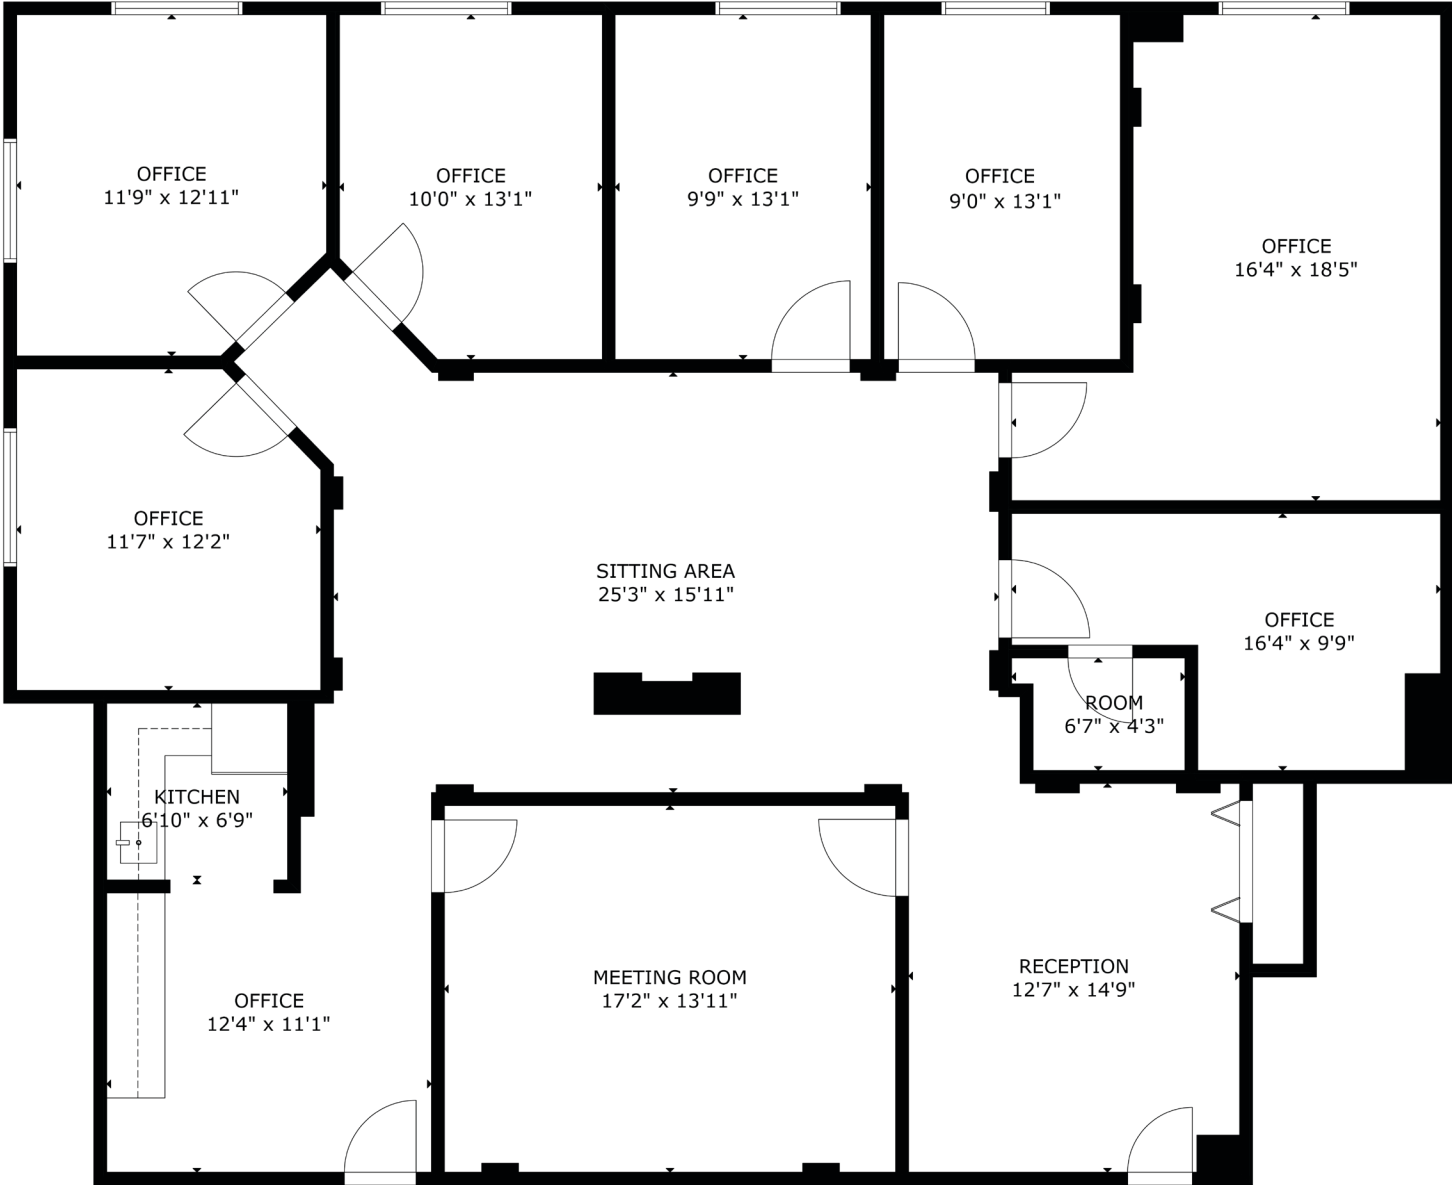 OFFICE
11'9" x 12'11"
OFFICE
10'0" x 13'1"
OFFICE
9'9" x 13'1"
OFFICE
9'0" x 13'1"
OFFICE
16'4" x 18'5"
OFFICE
11'7" x 12'2"
SITTING AREA
25'3" x 15'11"
OFFICE
16'4" x 9'9"
ROOM
6'7" x 4'3"
KITCHEN
6'10" x 6'9"
OFFICE
12'4" x 11'1"
MEETING ROOM
17'2" x 13'11"
RECEPTION
12'7" x 14'9"